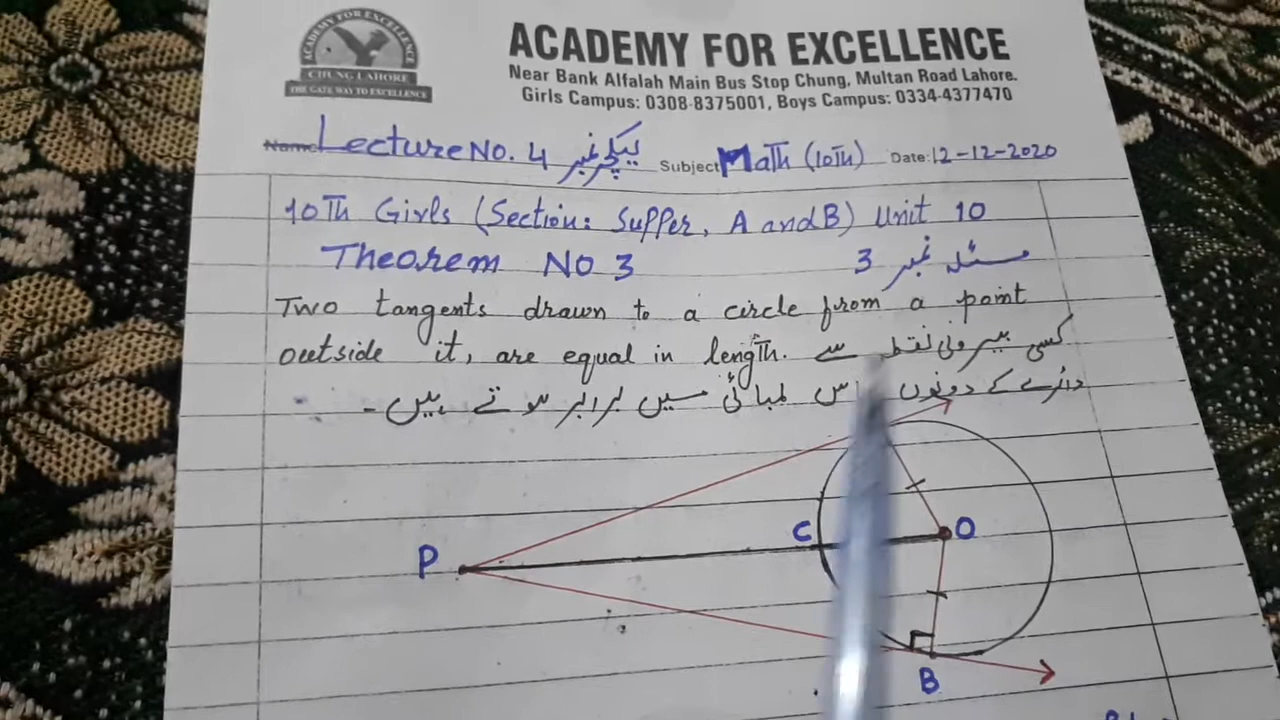 ACADEMY FOR EXCELLENCE
CHUNG LAHORE
THE GATE WAY TO EXCELLENCE
ACADEMY FOR EXCELLENCE
Near Bank Alfalah Main Bus Stop Chung, Multan Road Lahore.
Girls Campus: 0308-8375001, Boys Campus: 0334-4377470
Name Lecture No. 4 لیکچر نمبر Subject Math (10Th) Date: 12-12-2020
10Th Girls (Section: Supper, A and B) Unit 10
Theorem NO 3 مسئلہ نمبر 3
Two tangents drawn to a circle from a point
outside it, are equal in length. کسی بیرونی نقطہ سے
دائرے کے دونوں اس لمبائی میں برابر ہوتے ہیں۔
C
O
P
B